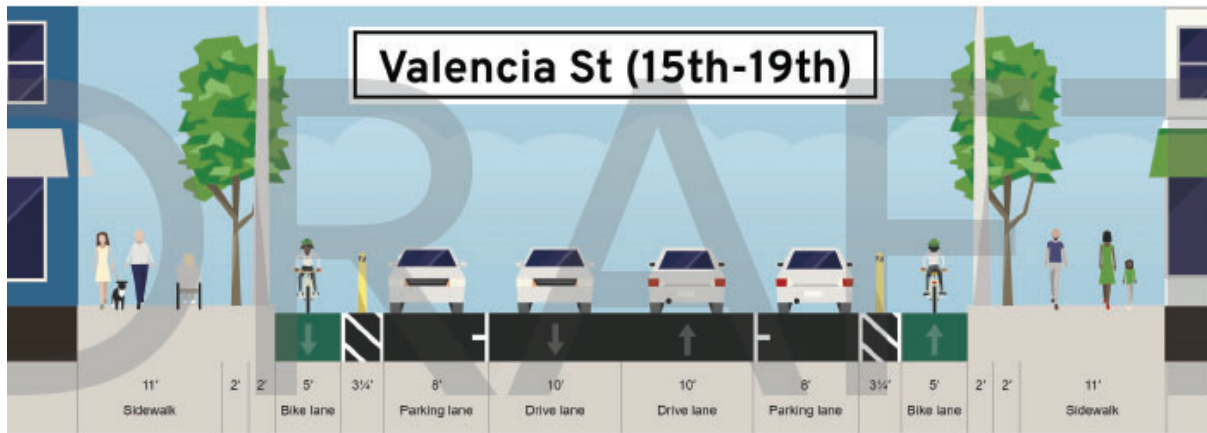 Valencia St (15th-19th)
DRAFT
11' 2' 2' 5' 3¼' 8' 10' 10' 8' 3¼' 5' 2' 2' 11'
Sidewalk Bike lane Parking lane Drive lane Drive lane Parking lane Bike lane Sidewalk